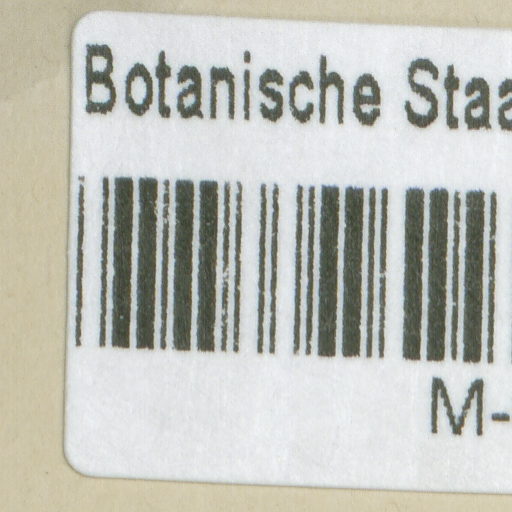 Botanische Staa
M-